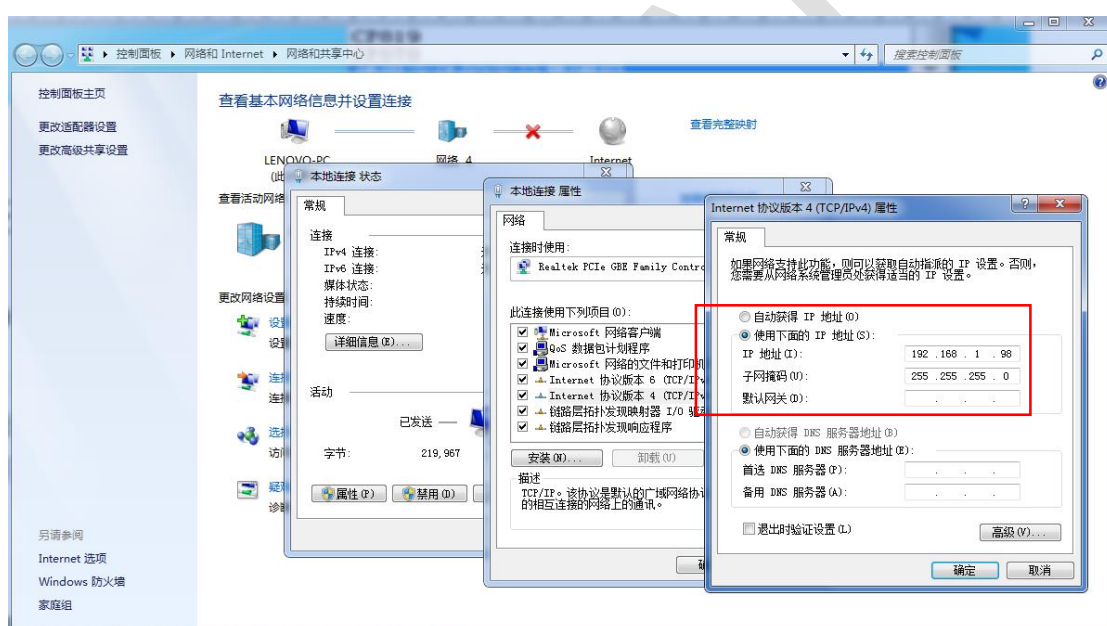 CP019
控制面板 ▸ 网络和 Internet ▸ 网络和共享中心
搜索控制面板
控制面板主页
更改适配器设置
更改高级共享设置
查看基本网络信息并设置连接
查看完整映射
LENOVO-PC
网络 4
Internet
(此
查看活动网络
更改网络设置
设置
设
连接
连接
选择
访
疑
诊
另请参阅
Internet 选项
Windows 防火墙
家庭组
本地连接 状态
常规
连接
IPv4 连接:
IPv6 连接:
媒体状态:
持续时间:
速度:
详细信息(E)...
活动
已发送 —
字节: 219,967
属性(P) 禁用(D)
本地连接 属性
网络
连接时使用:
Realtek PCIe GBE Family Contro
此连接使用下列项目(O):
Microsoft 网络客户端
QoS 数据包计划程序
Microsoft 网络的文件和打印机
Internet 协议版本 6 (TCP/IPv
Internet 协议版本 4 (TCP/IPv
链路层拓扑发现映射器 I/O 驱动
链路层拓扑发现响应程序
安装(N)... 卸载(U)
描述
TCP/IP。该协议是默认的广域网络协议
的相互连接的网络上的通讯。
Internet 协议版本 4 (TCP/IPv4) 属性
常规
如果网络支持此功能,则可以获取自动指派的 IP 设置。否则,
您需要从网络系统管理员处获得适当的 IP 设置。
自动获得 IP 地址(O)
使用下面的 IP 地址(S):
IP 地址(I): 192 .168 . 1 . 98
子网掩码(U): 255 .255 .255 . 0
默认网关(D): . . .
自动获得 DNS 服务器地址(B)
使用下面的 DNS 服务器地址(E):
首选 DNS 服务器(P): . . .
备用 DNS 服务器(A): . . .
退出时验证设置(L)
高级(V)...
确定 取消